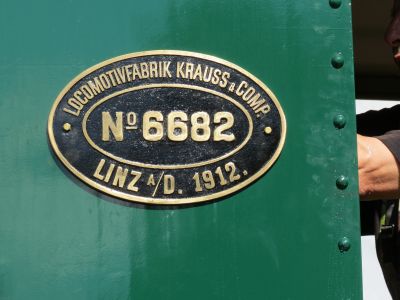 LOCOMOTIVFABRIK KRAUSS & COMP.
No 6682
LINZ A/D. 1912.